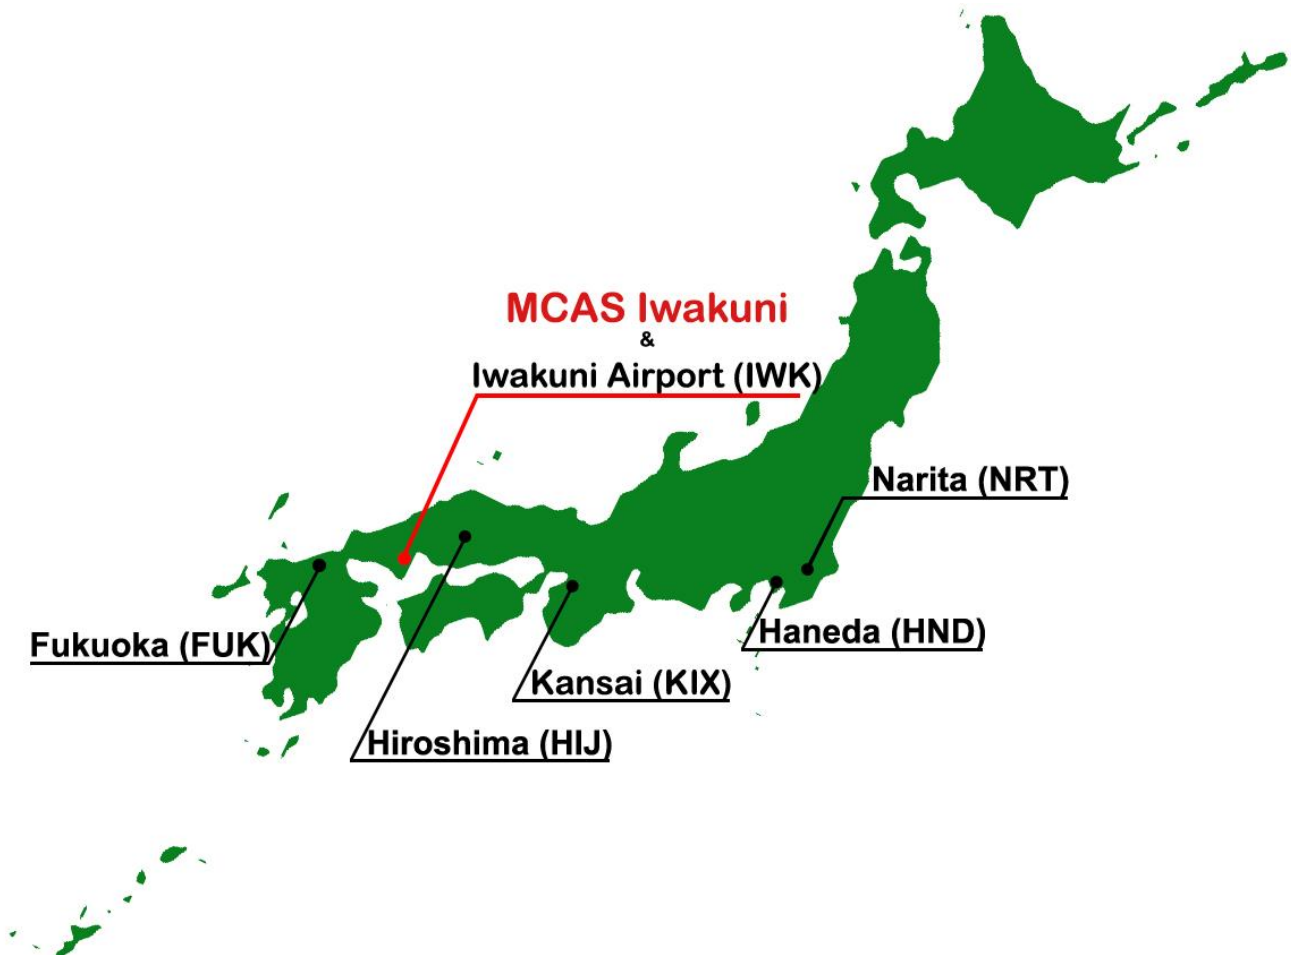 MCAS Iwakuni
&
Iwakuni Airport (IWK)
Narita (NRT)
Haneda (HND)
Fukuoka (FUK)
Kansai (KIX)
Hiroshima (HIJ)